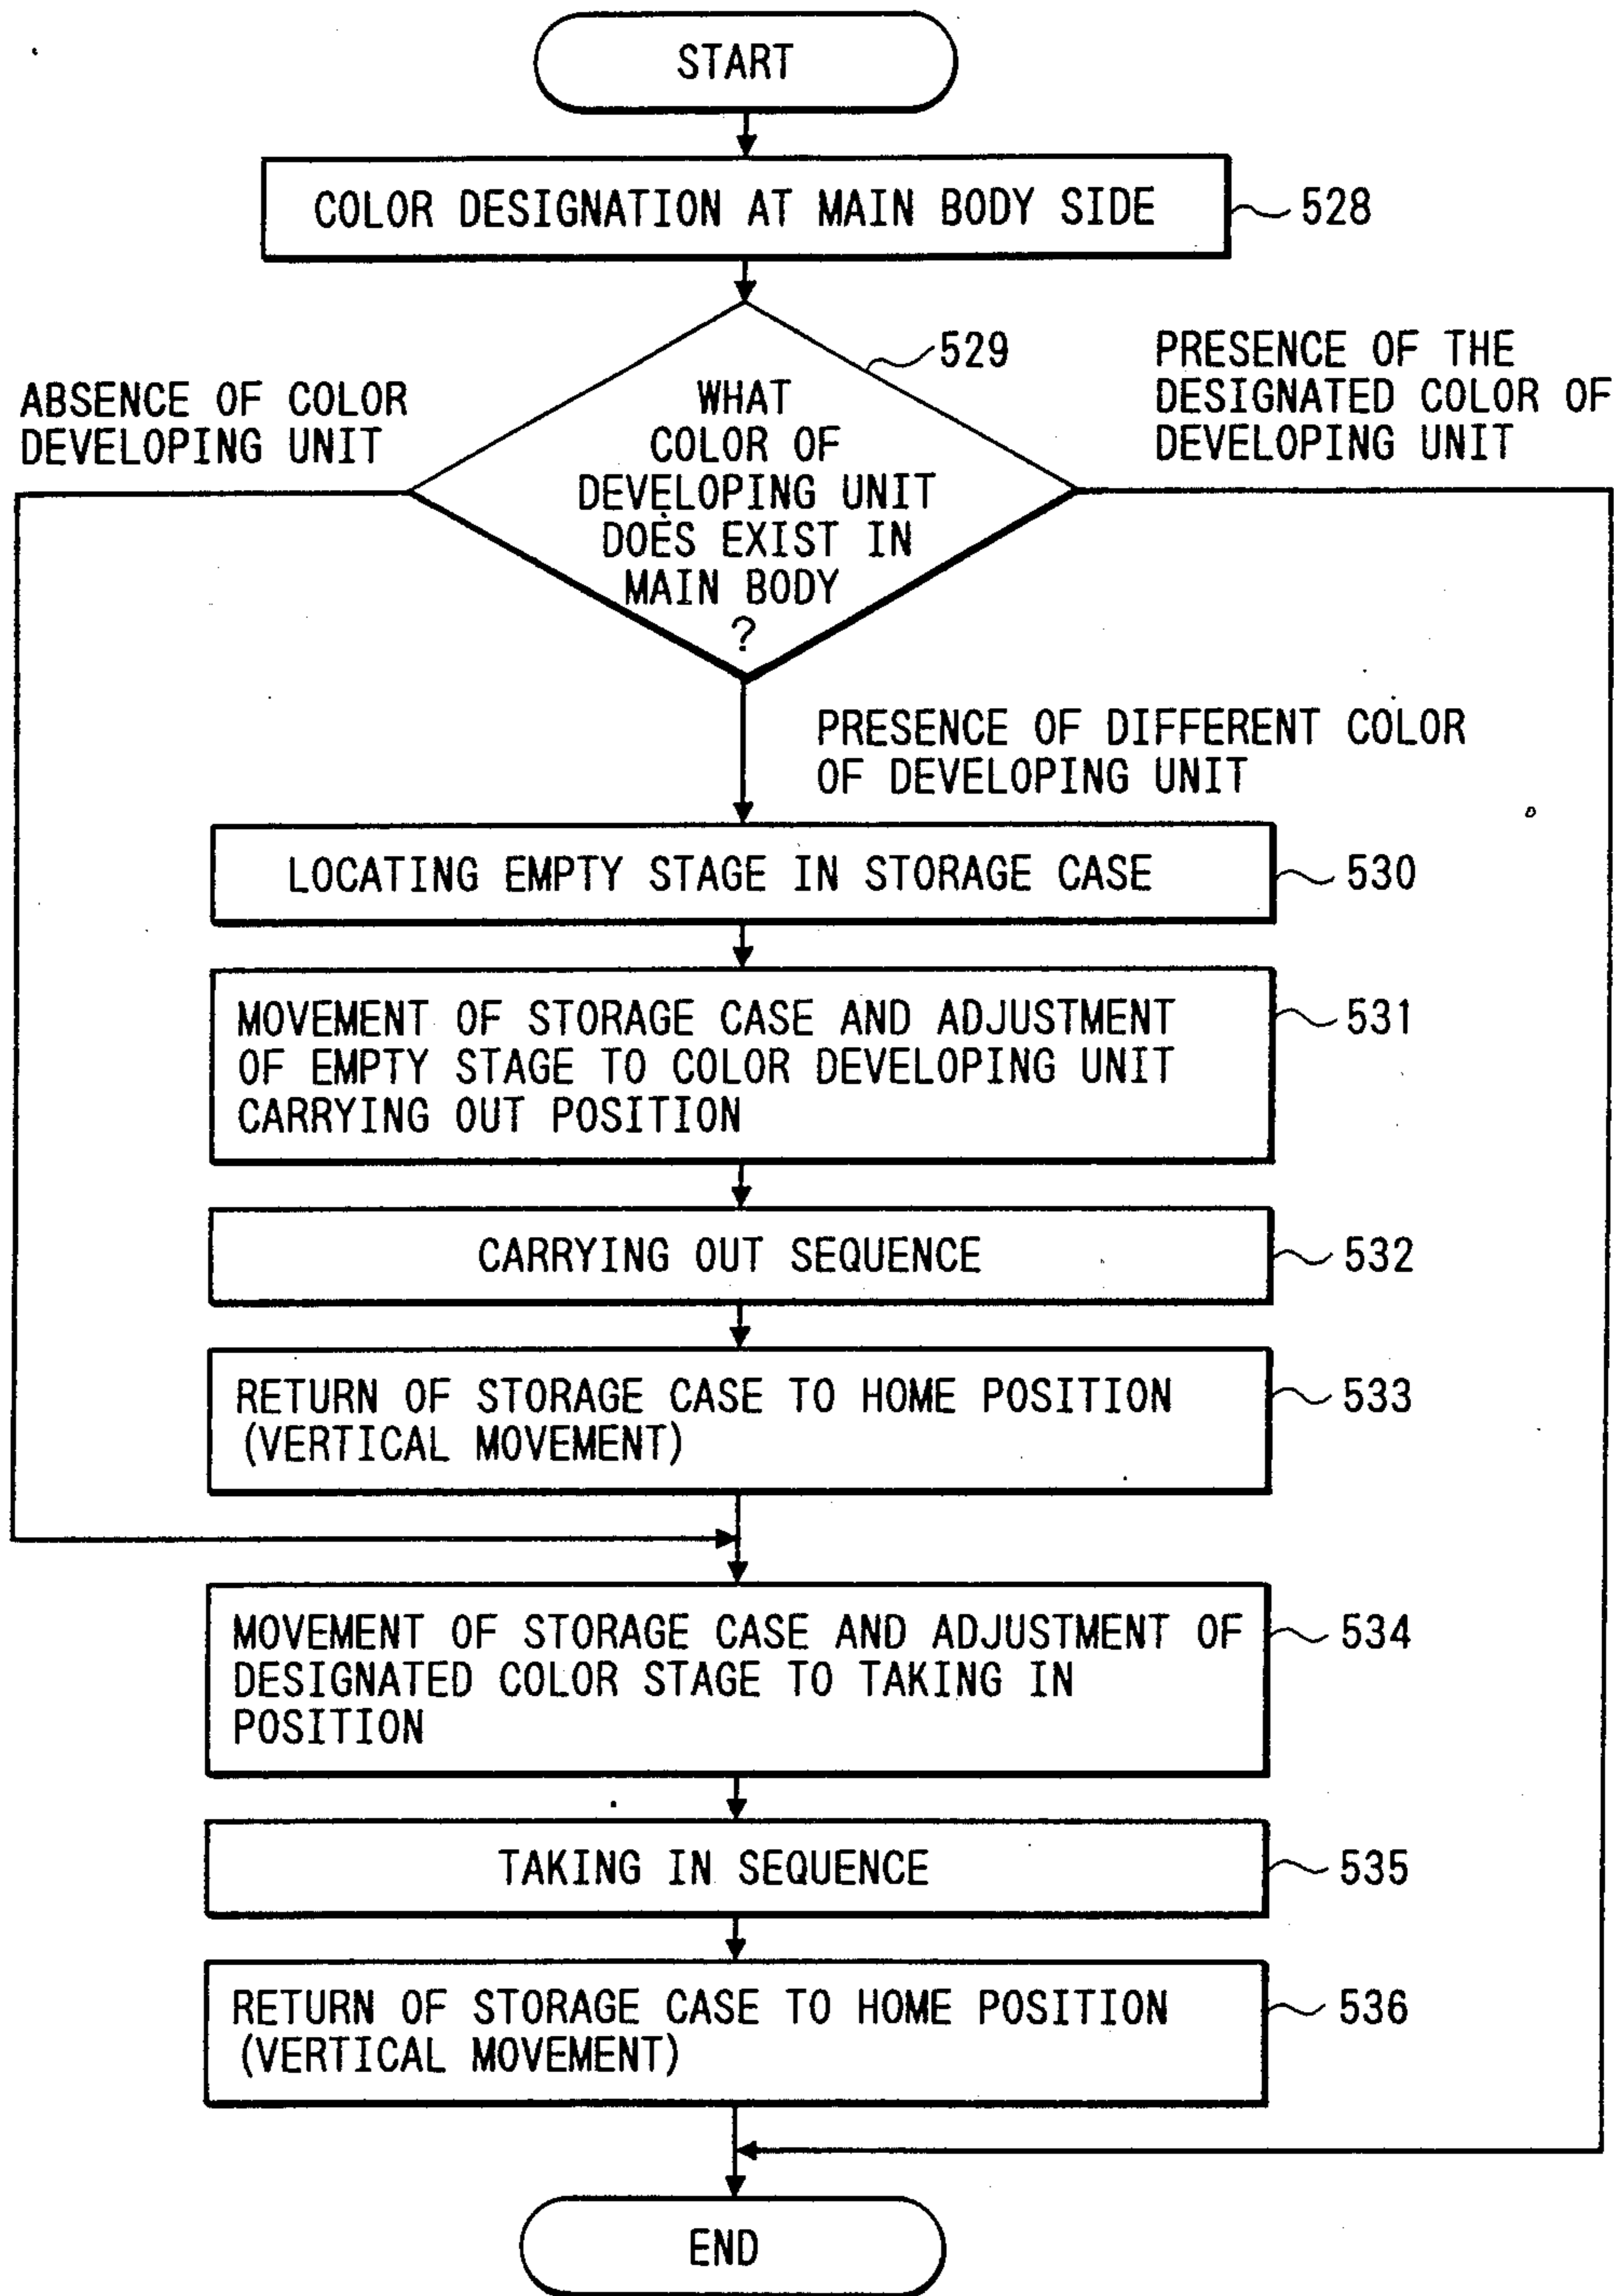 START
COLOR DESIGNATION AT MAIN BODY SIDE
528
529
WHAT
COLOR OF
DEVELOPING UNIT
DOES EXIST IN
MAIN BODY
?
ABSENCE OF COLOR
DEVELOPING UNIT
PRESENCE OF THE
DESIGNATED COLOR OF
DEVELOPING UNIT
PRESENCE OF DIFFERENT COLOR
OF DEVELOPING UNIT
LOCATING EMPTY STAGE IN STORAGE CASE
530
MOVEMENT OF STORAGE CASE AND ADJUSTMENT
OF EMPTY STAGE TO COLOR DEVELOPING UNIT
CARRYING OUT POSITION
531
CARRYING OUT SEQUENCE
532
RETURN OF STORAGE CASE TO HOME POSITION
(VERTICAL MOVEMENT)
533
MOVEMENT OF STORAGE CASE AND ADJUSTMENT OF
DESIGNATED COLOR STAGE TO TAKING IN
POSITION
534
TAKING IN SEQUENCE
535
RETURN OF STORAGE CASE TO HOME POSITION
(VERTICAL MOVEMENT)
536
END